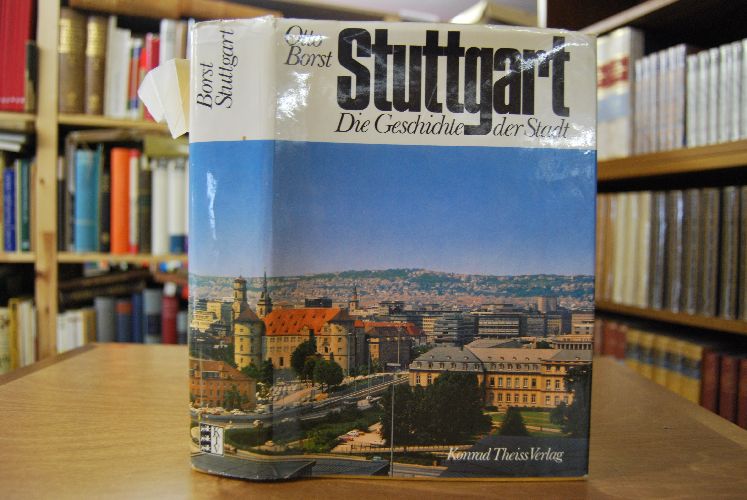 Borst
Stuttgart
Otto
Borst
Stuttgart
Die Geschichte der Stadt
Konrad Theiss Verlag